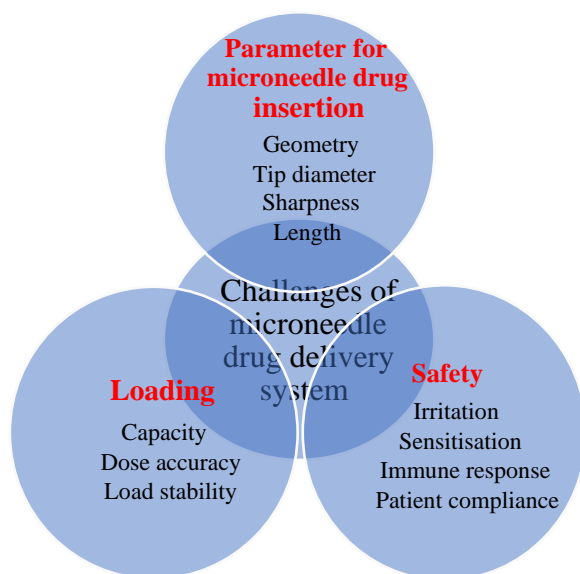 Parameter for
microneedle drug
insertion
Geometry
Tip diameter
Sharpness
Length
Challanges of
microneedle
drug delivery
system
Loading
Capacity
Dose accuracy
Load stability
Safety
Irritation
Sensitisation
Immune response
Patient compliance